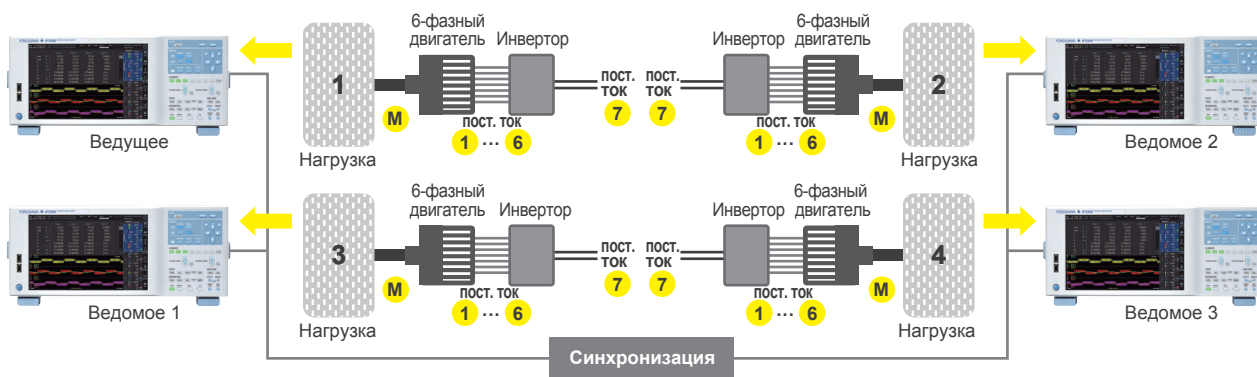 6-фазный
двигатель
Инвертор
Инвертор
6-фазный
двигатель
1
пост.
ток
7
пост.
ток
7
2
М
пост. ток
1 ... 6
пост. ток
1 ... 6
М
Ведущее
Нагрузка
Нагрузка
Ведомое 2
6-фазный
двигатель
Инвертор
Инвертор
6-фазный
двигатель
3
пост.
ток
7
пост.
ток
7
4
М
пост. ток
1 ... 6
пост. ток
1 ... 6
М
Ведомое 1
Нагрузка
Нагрузка
Ведомое 3
Синхронизация